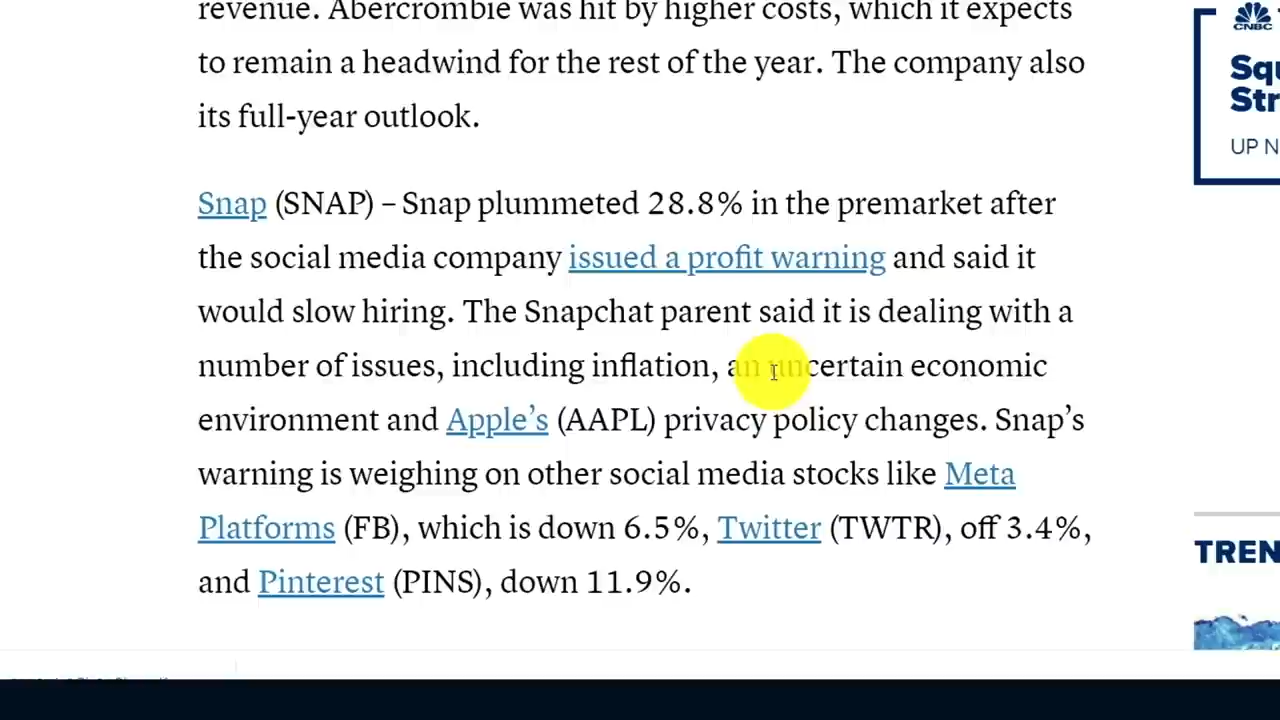 revenue. Abercrombie was hit by higher costs, which it expects
to remain a headwind for the rest of the year. The company also
its full-year outlook.
Snap (SNAP) – Snap plummeted 28.8% in the premarket after
the social media company issued a profit warning and said it
would slow hiring. The Snapchat parent said it is dealing with a
number of issues, including inflation, an uncertain economic
environment and Apple’s (AAPL) privacy policy changes. Snap’s
warning is weighing on other social media stocks like Meta
Platforms (FB), which is down 6.5%, Twitter (TWTR), off 3.4%,
and Pinterest (PINS), down 11.9%.
CNBC
Squ
Str
UP N
TREN